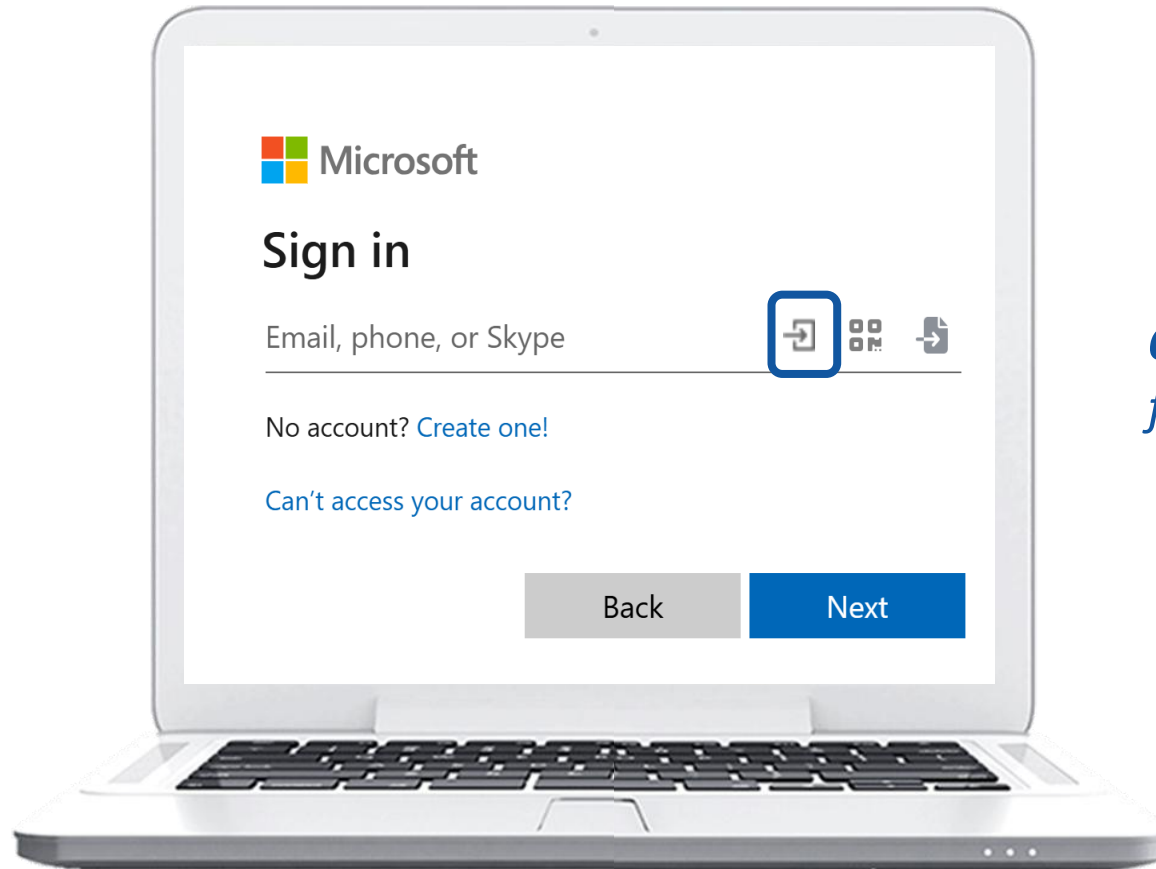 Microsoft
Sign in
Email, phone, or Skype
No account? Create one!
Can't access your account?
Back
Next